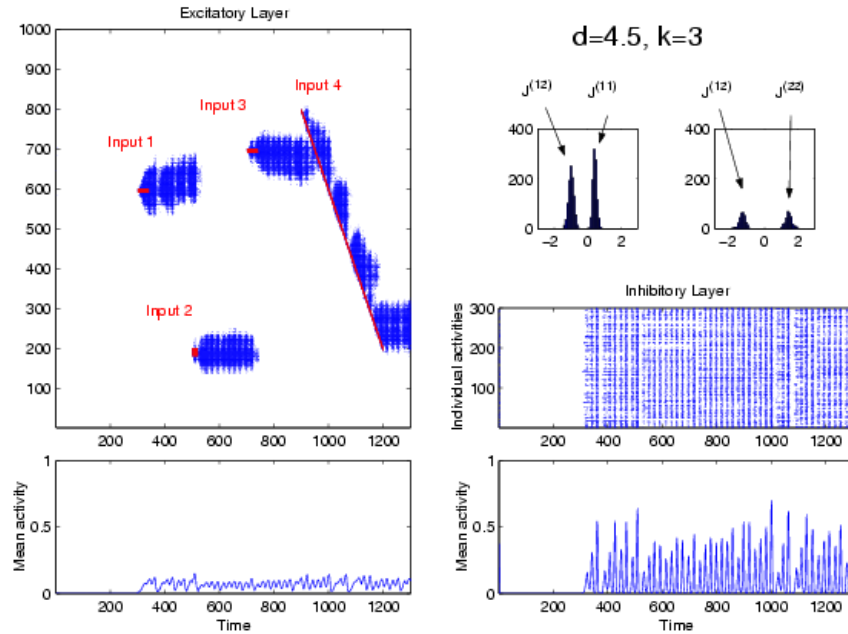 Excitatory Layer
1000
900
800
700
600
500
400
300
200
100
Input 1
Input 2
Input 3
Input 4
200 400 600 800 1000 1200
d=4.5, k=3
J(12) J(11)
400
200
0
-2 0 2
J(12) J(22)
400
200
0
-2 0 2
Inhibitory Layer
Individual activities
300
200
100
200 400 600 800 1000 1200
Mean activity
1
0.5
0
200 400 600 800 1000 1200
Time
Mean activity
1
0.5
0
200 400 600 800 1000 1200
Time